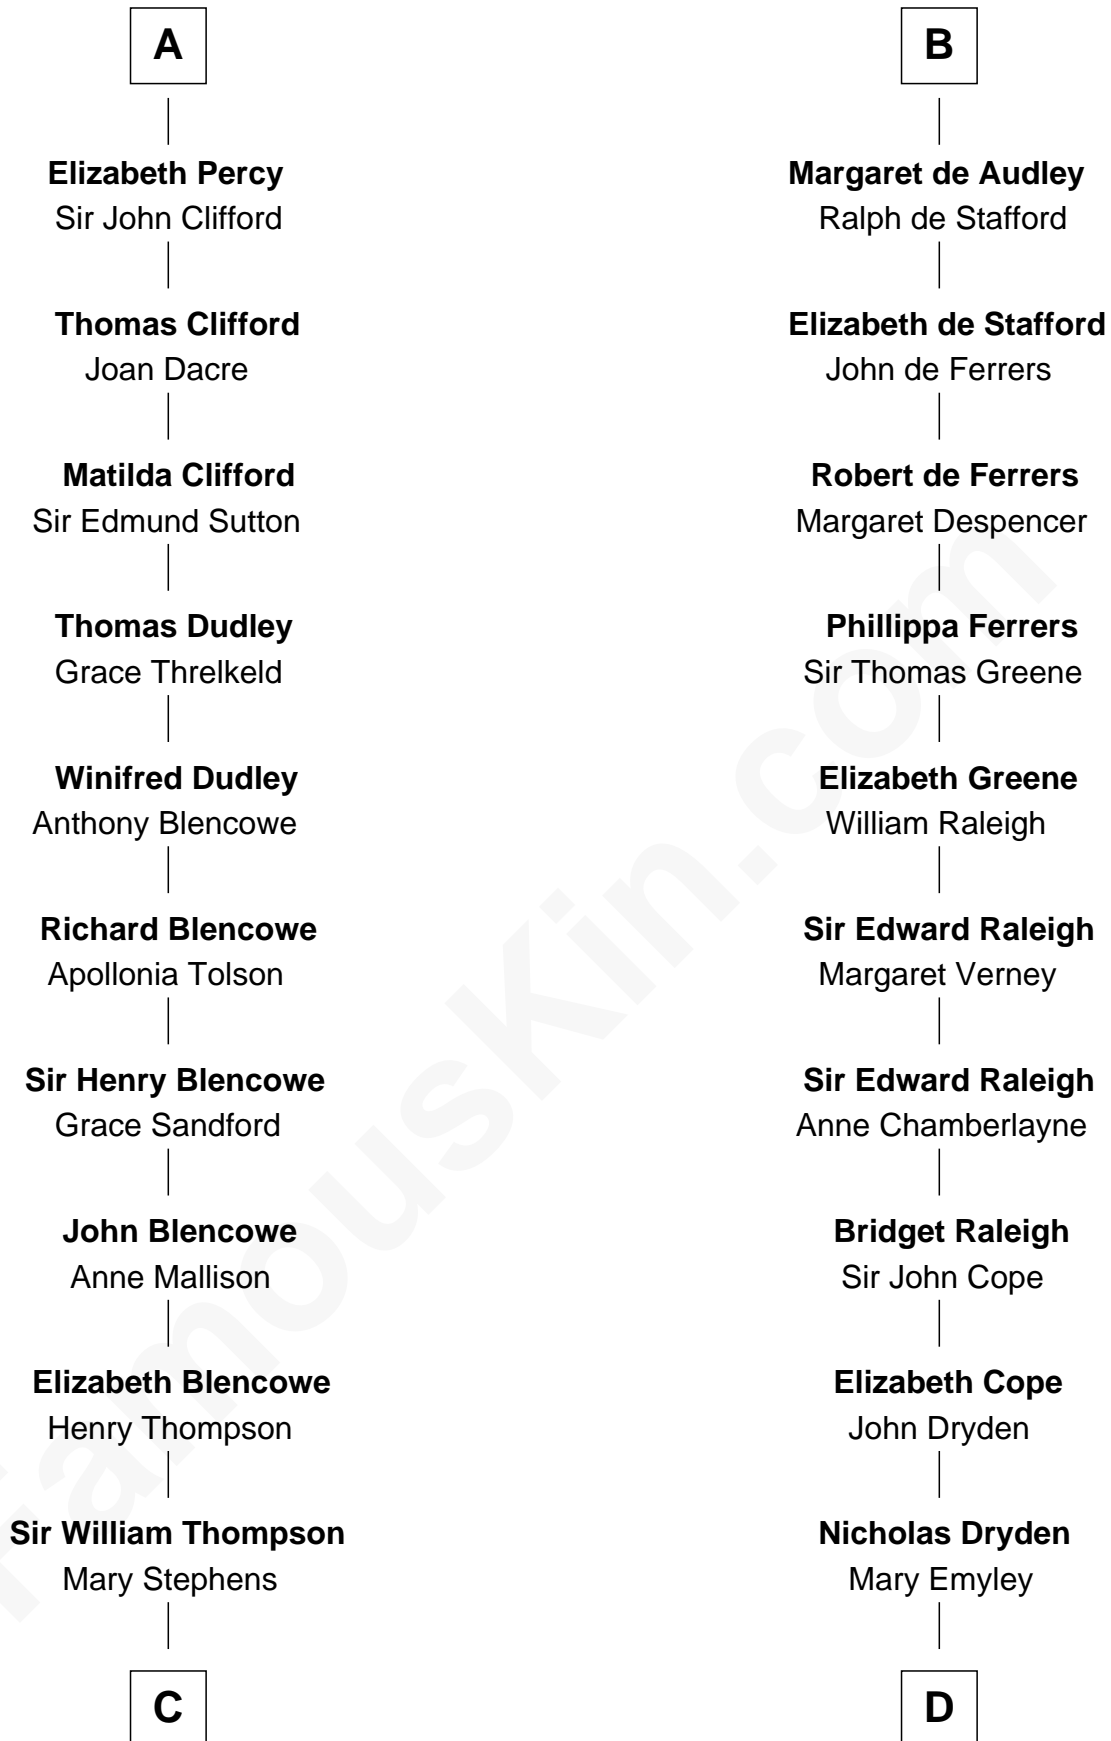 A
Elizabeth Percy
Sir John Clifford
Thomas Clifford
Joan Dacre
Matilda Clifford
Sir Edmund Sutton
Thomas Dudley
Grace Threlkeld
Winifred Dudley
Anthony Blencowe
Richard Blencowe
Apollonia Tolson
Sir Henry Blencowe
Grace Sandford
John Blencowe
Anne Mallison
Elizabeth Blencowe
Henry Thompson
Sir William Thompson
Mary Stephens
C
B
Margaret de Audley
Ralph de Stafford
Elizabeth de Stafford
John de Ferrers
Robert de Ferrers
Margaret Despencer
Phillippa Ferrers
Sir Thomas Greene
Elizabeth Greene
William Raleigh
Sir Edward Raleigh
Margaret Verney
Sir Edward Raleigh
Anne Chamberlayne
Bridget Raleigh
Sir John Cope
Elizabeth Cope
John Dryden
Nicholas Dryden
Mary Emyley
D
FamousKin.com